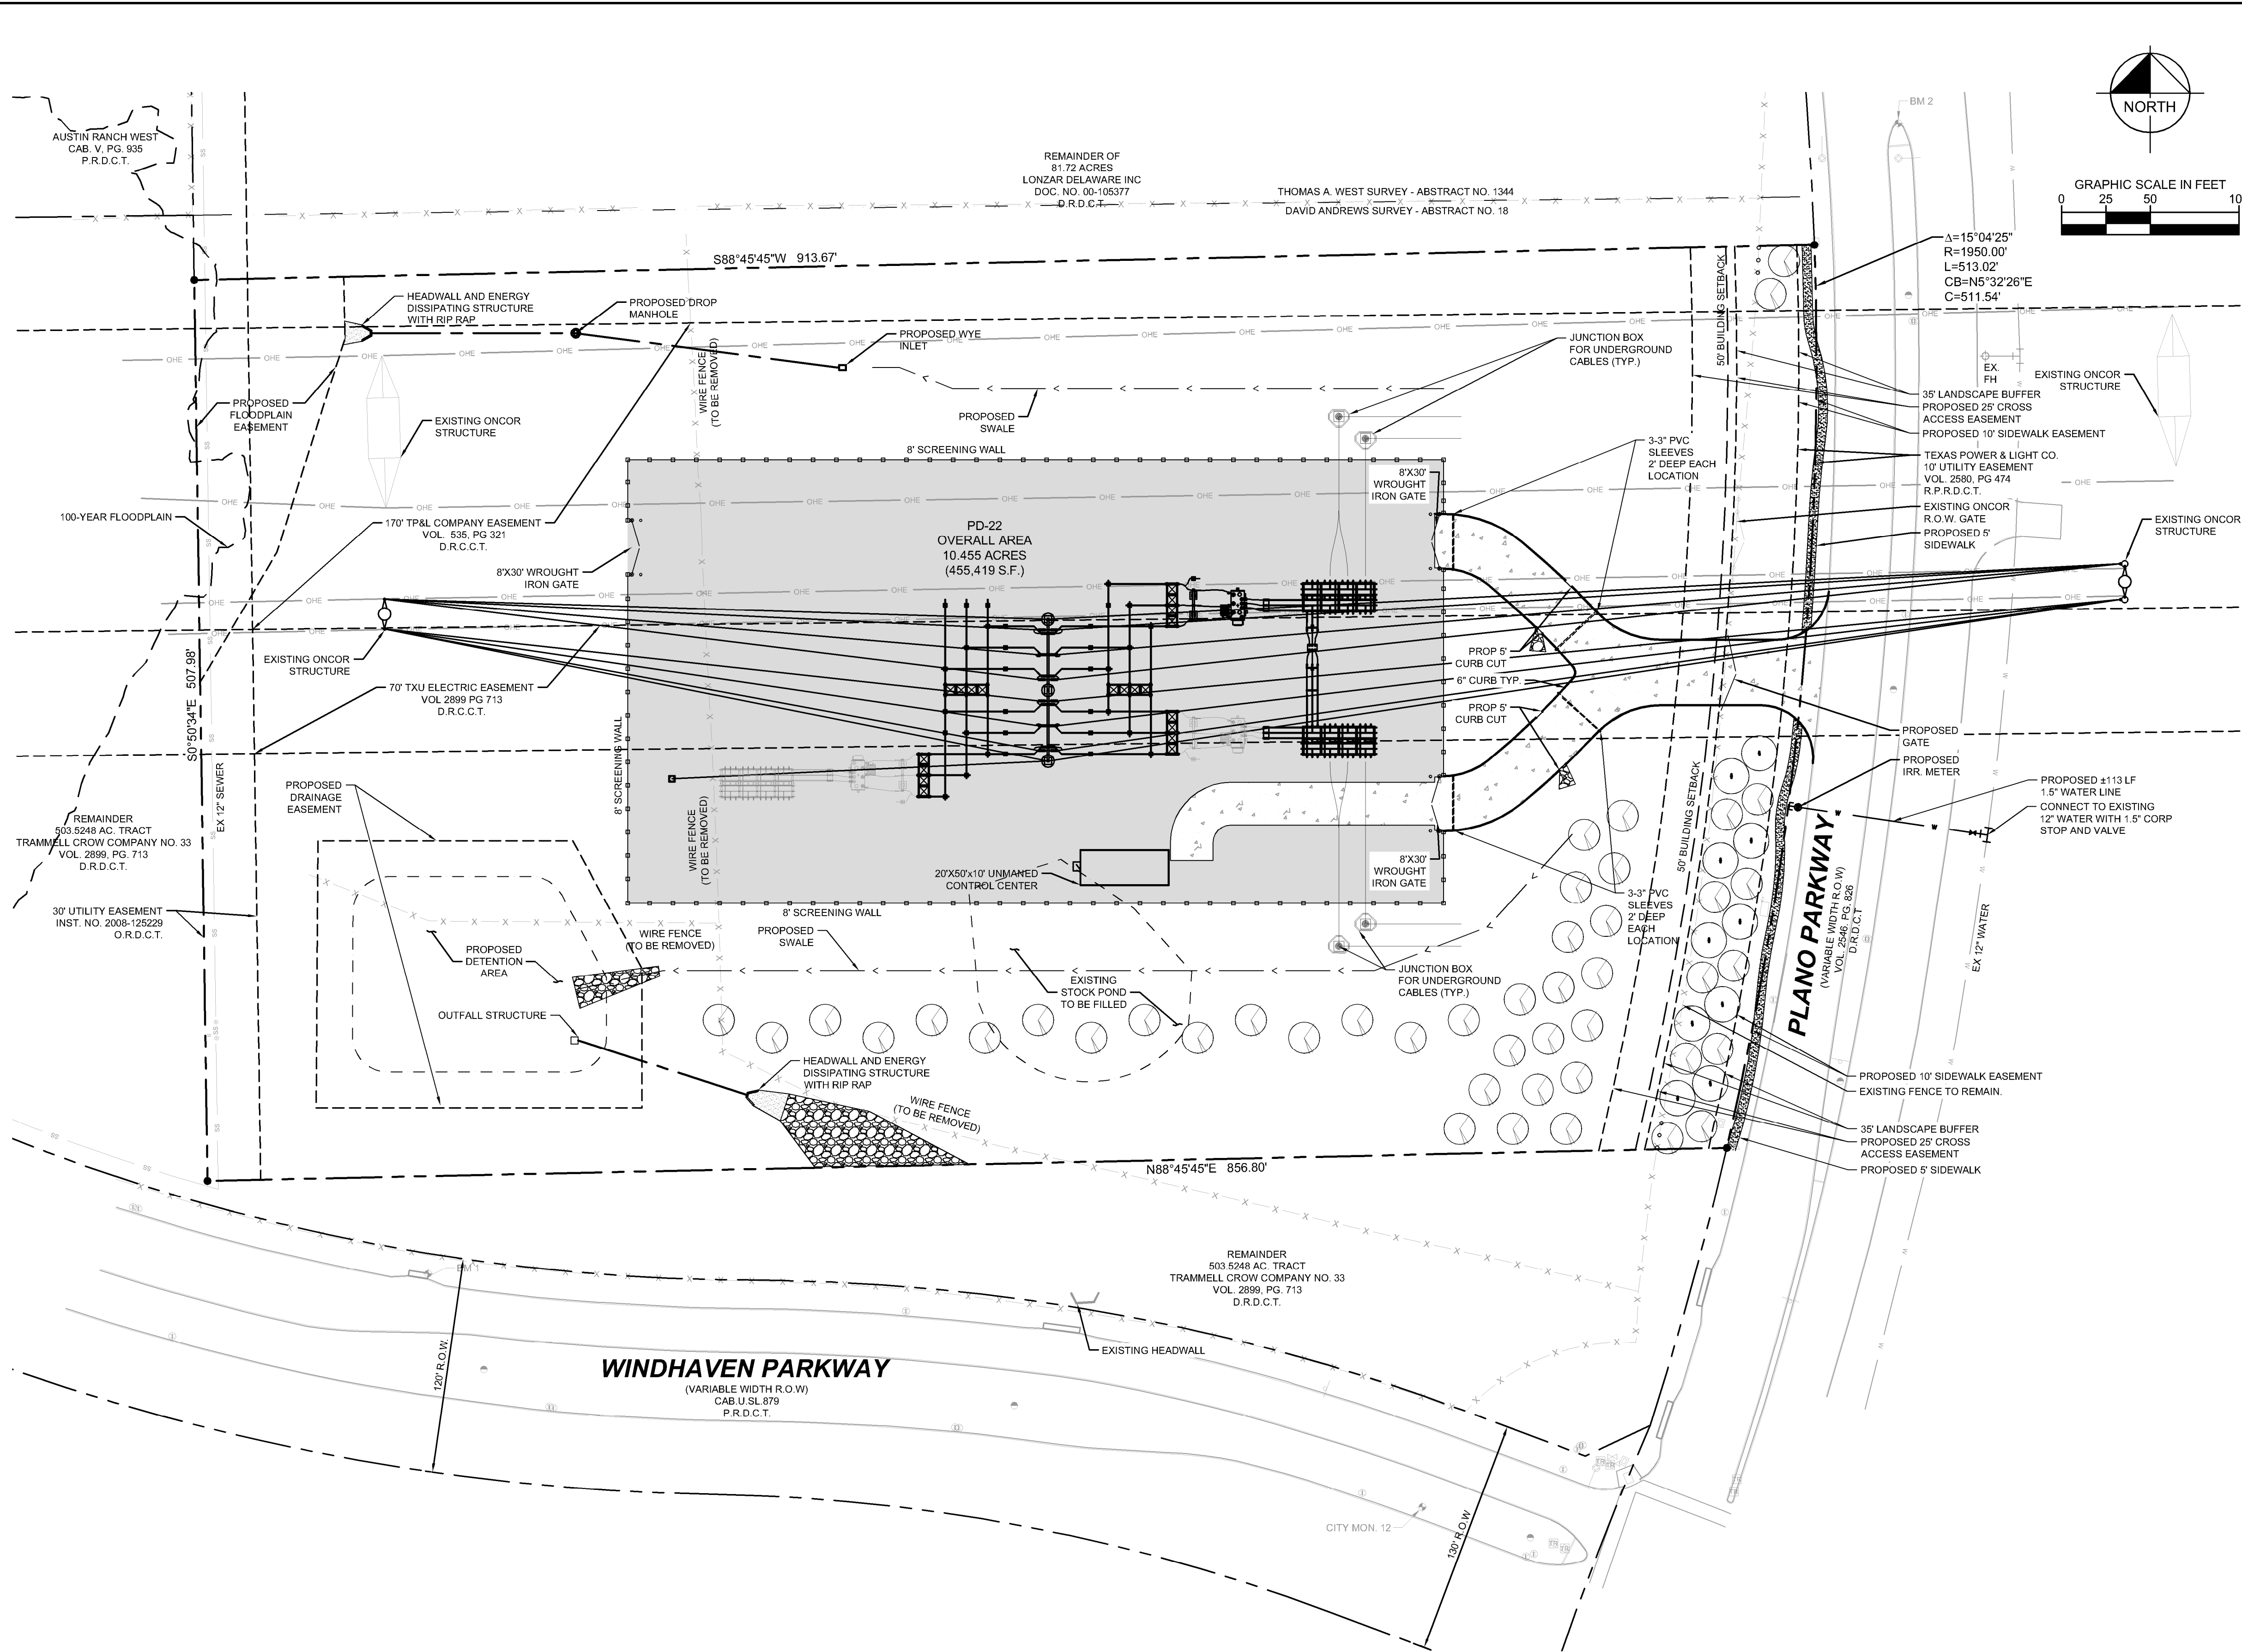 BM 2
NORTH
GRAPHIC SCALE IN FEET
0 25 50 10
AUSTIN RANCH WEST
CAB. V, PG. 935
P.R.D.C.T.
REMAINDER OF
81.72 ACRES
LONZAR DELAWARE INC
DOC. NO. 00-105377
D.R.D.C.T.
THOMAS A. WEST SURVEY - ABSTRACT NO. 1344
DAVID ANDREWS SURVEY - ABSTRACT NO. 18
Δ=15°04'25"
R=1950.00'
L=513.02'
CB=N5°32'26"E
C=511.54'
S88°45'45"W 913.67'
HEADWALL AND ENERGY
DISSIPATING STRUCTURE
WITH RIP RAP
PROPOSED DROP
MANHOLE
PROPOSED WYE
INLET
WIRE FENCE
(TO BE REMOVED)
JUNCTION BOX
FOR UNDERGROUND
CABLES (TYP.)
50' BUILDING SETBACK
EX.
FH
EXISTING ONCOR
STRUCTURE
35' LANDSCAPE BUFFER
PROPOSED 25' CROSS
ACCESS EASEMENT
PROPOSED 10' SIDEWALK EASEMENT
TEXAS POWER & LIGHT CO.
10' UTILITY EASEMENT
VOL. 2580, PG 474
R.P.R.D.C.T.
EXISTING ONCOR
R.O.W. GATE
PROPOSED 5'
SIDEWALK
EXISTING ONCOR
STRUCTURE
PROPOSED
FLOODPLAIN
EASEMENT
EXISTING ONCOR
STRUCTURE
PROPOSED
SWALE
8' SCREENING WALL
3-3" PVC
SLEEVES
2' DEEP EACH
LOCATION
8'X30'
WROUGHT
IRON GATE
100-YEAR FLOODPLAIN
170' TP&L COMPANY EASEMENT
VOL. 535, PG 321
D.R.C.C.T.
PD-22
OVERALL AREA
10.455 ACRES
(455,419 S.F.)
8'X30' WROUGHT
IRON GATE
EXISTING ONCOR
STRUCTURE
70' TXU ELECTRIC EASEMENT
VOL 2899 PG 713
D.R.C.C.T.
S0°50'34"E 507.98'
EX 12" SEWER
8' SCREENING WALL
PROP 5'
CURB CUT
6" CURB TYP.
PROP 5'
CURB CUT
PROPOSED
GATE
PROPOSED
IRR. METER
PROPOSED ±113 LF
1.5" WATER LINE
CONNECT TO EXISTING
12" WATER WITH 1.5" CORP
STOP AND VALVE
PROPOSED
DRAINAGE
EASEMENT
REMAINDER
503.5248 AC. TRACT
TRAMMELL CROW COMPANY NO. 33
VOL. 2899, PG. 713
D.R.D.C.T.
WIRE FENCE
(TO BE REMOVED)
50' BUILDING SETBACK
PLANO PARKWAY
(VARIABLE WIDTH R.O.W)
VOL. 2546, PG. 826
D.R.D.C.T
EX 12" WATER
20'X50'x10' UNMANED
CONTROL CENTER
8'X30'
WROUGHT
IRON GATE
3-3" PVC
SLEEVES
2' DEEP
EACH
LOCATION
30' UTILITY EASEMENT
INST. NO. 2008-125229
O.R.D.C.T.
8' SCREENING WALL
WIRE FENCE
(TO BE REMOVED)
PROPOSED
SWALE
PROPOSED
DETENTION
AREA
EXISTING
STOCK POND
TO BE FILLED
JUNCTION BOX
FOR UNDERGROUND
CABLES (TYP.)
OUTFALL STRUCTURE
HEADWALL AND ENERGY
DISSIPATING STRUCTURE
WITH RIP RAP
WIRE FENCE
(TO BE REMOVED)
PROPOSED 10' SIDEWALK EASEMENT
EXISTING FENCE TO REMAIN.
35' LANDSCAPE BUFFER
PROPOSED 25' CROSS
ACCESS EASEMENT
PROPOSED 5' SIDEWALK
N88°45'45"E 856.80'
REMAINDER
503.5248 AC. TRACT
TRAMMELL CROW COMPANY NO. 33
VOL. 2899, PG. 713
D.R.D.C.T.
BM 1
120' R.O.W.
EXISTING HEADWALL
WINDHAVEN PARKWAY
(VARIABLE WIDTH R.O.W)
CAB.U.SL.879
P.R.D.C.T.
CITY MON. 12
130' R.O.W